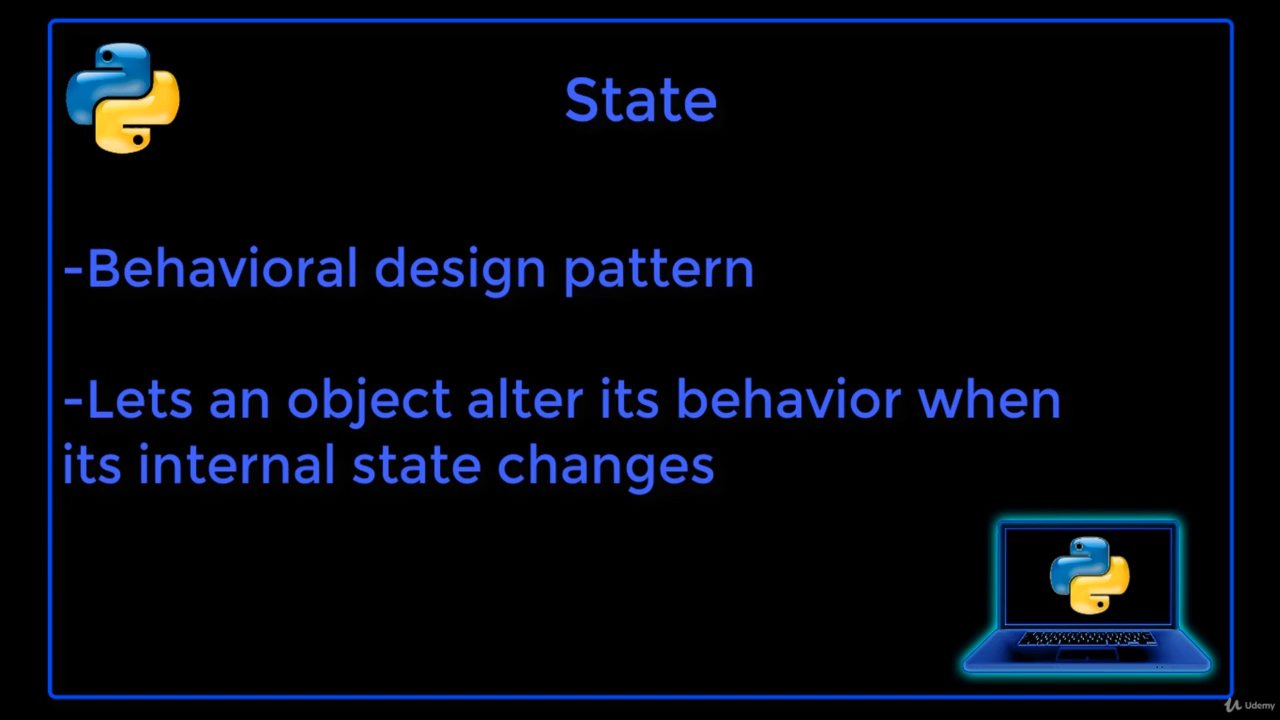 State
-Behavioral design pattern
-Lets an object alter its behavior when
its internal state changes
Udemy